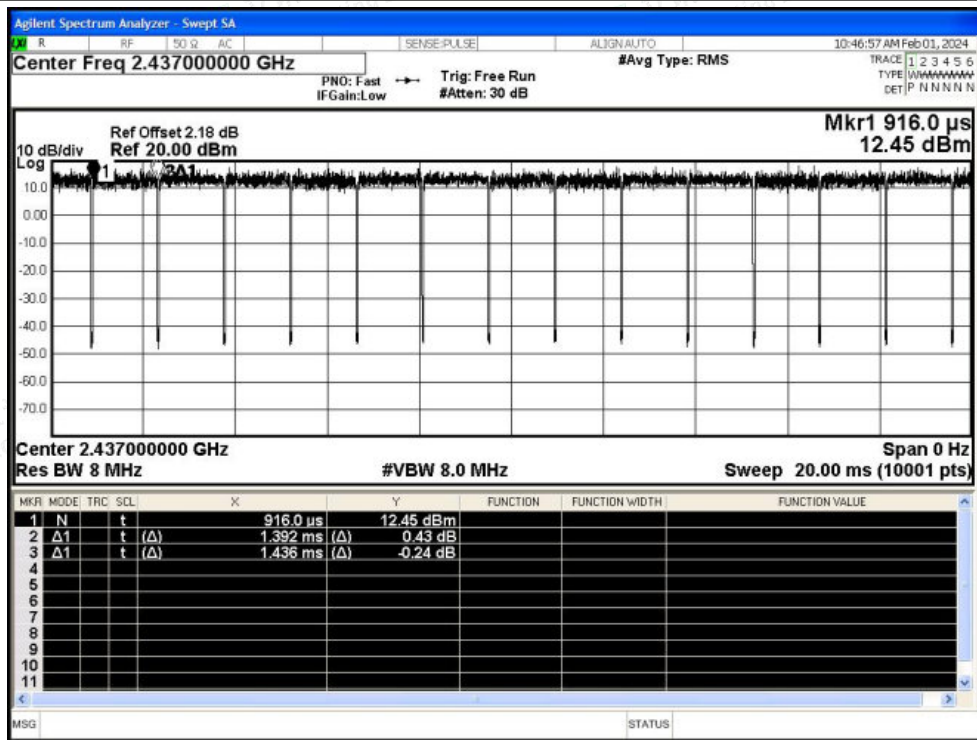 Agilent Spectrum Analyzer - Swept SA
LXI R RF 50 Ω AC SENSE:PULSE ALIGN AUTO 10:46:57 AM Feb 01, 2024
Center Freq 2.437000000 GHz #Avg Type: RMS TRACE 1 2 3 4 5 6
PNO: Fast Trig: Free Run TYPE WWWWWW
IFGain:Low #Atten: 30 dB DET P N N N N N
Mkr1 916.0 µs
Ref Offset 2.18 dB
10 dB/div Ref 20.00 dBm 12.45 dBm
Log
1 3Δ1
10.0
0.00
-10.0
-20.0
-30.0
-40.0
-50.0
-60.0
-70.0
Center 2.437000000 GHz Span 0 Hz
Res BW 8 MHz #VBW 8.0 MHz Sweep 20.00 ms (10001 pts)
MKR MODE TRC SCL X Y FUNCTION FUNCTION WIDTH FUNCTION VALUE
1 N t 916.0 µs 12.45 dBm
2 Δ1 t (Δ) 1.392 ms (Δ) 0.43 dB
3 Δ1 t (Δ) 1.436 ms (Δ) -0.24 dB
4
5
6
7
8
9
10
11
MSG STATUS